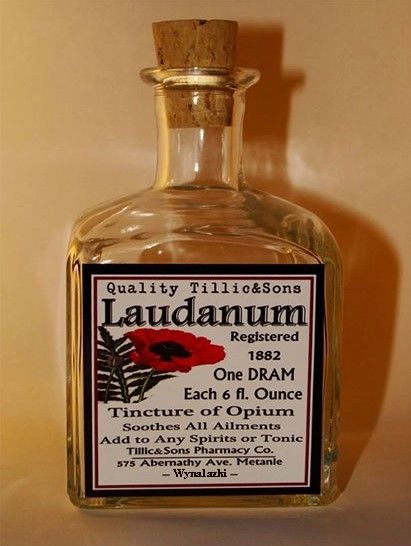 Quality Tillic&Sons
Laudanum
Registered
1882
One DRAM
Each 6 fl. Ounce
Tincture of Opium
Soothes All Ailments
Add to Any Spirits or Tonic
Tillic&Sons Pharmacy Co.
575 Abernathy Ave. Metanie
– Wynalazki –